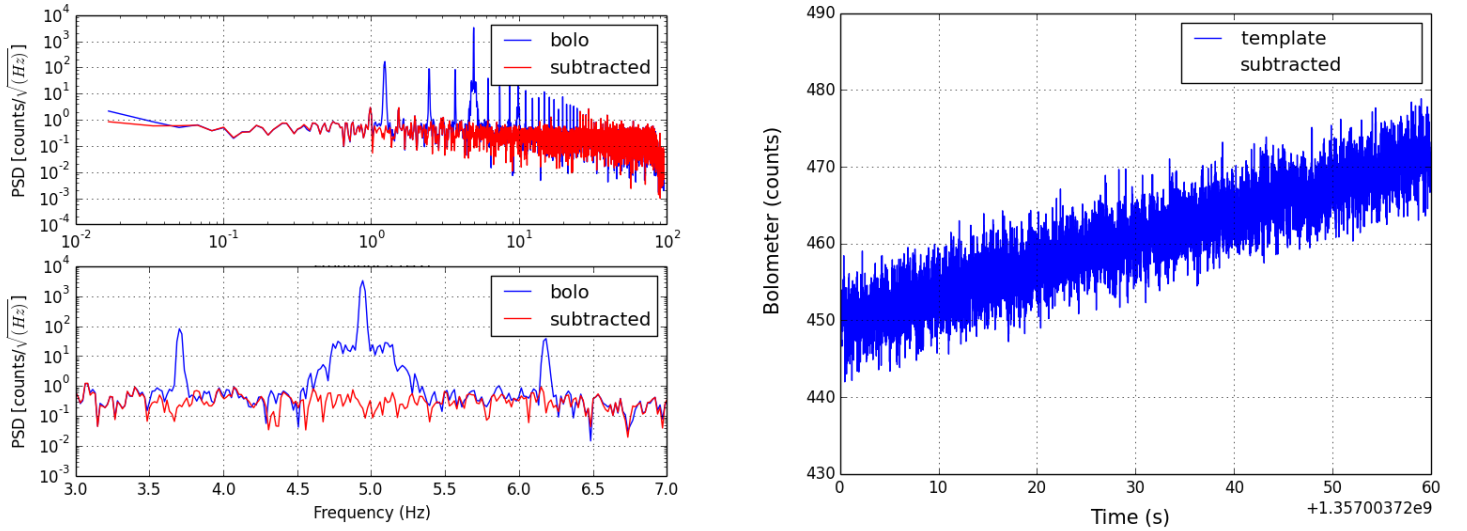 10^4
10^3
10^2
10^1
10^0
10^-1
10^-2
10^-3
10^-4
PSD [counts/√(Hz)]
bolo
subtracted
10^-2 10^-1 10^0 10^1 10^2
10^4
10^3
10^2
10^1
10^0
10^-1
10^-2
10^-3
PSD [counts/√(Hz)]
bolo
subtracted
3.0 3.5 4.0 4.5 5.0 5.5 6.0 6.5 7.0
Frequency (Hz)
490
480
470
460
450
440
430
Bolometer (counts)
template
subtracted
0 10 20 30 40 50 60
+1.35700372e9
Time (s)